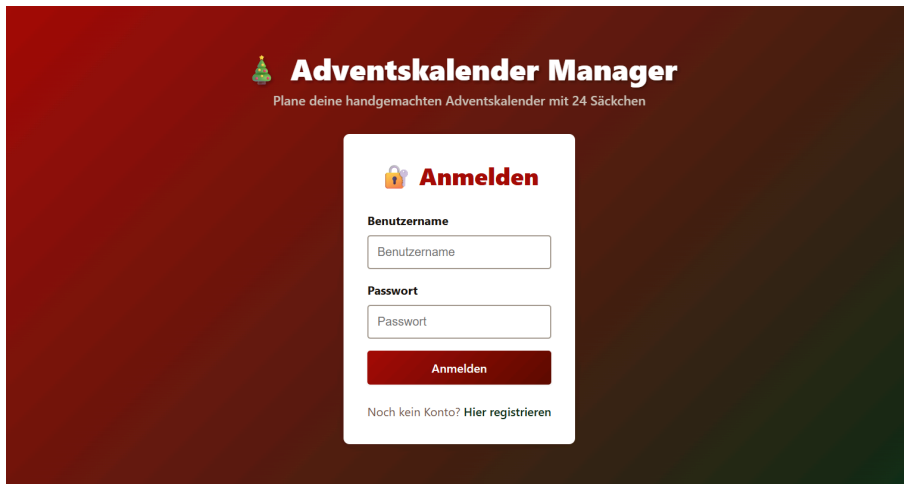 Adventskalender Manager
Plane deine handgemachten Adventskalender mit 24 Säckchen
Anmelden
Benutzername
Benutzername
Passwort
Passwort
Anmelden
Noch kein Konto? Hier registrieren